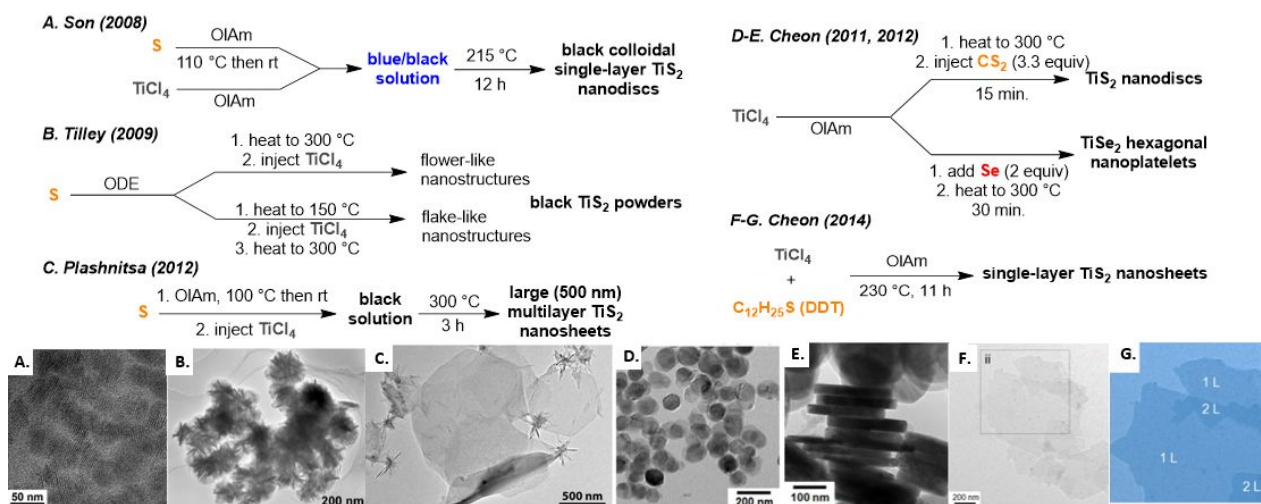 A. Son (2008)
S
OlAm
110 °C then rt
TiCl4
OlAm
blue/black
solution
215 °C
12 h
black colloidal
single-layer TiS2
nanodiscs
B. Tilley (2009)
S
ODE
1. heat to 300 °C
2. inject TiCl4
flower-like
nanostructures
1. heat to 150 °C
2. inject TiCl4
3. heat to 300 °C
flake-like
nanostructures
black TiS2 powders
C. Plashnitsa (2012)
S
1. OlAm, 100 °C then rt
2. inject TiCl4
black
solution
300 °C
3 h
large (500 nm)
multilayer TiS2
nanosheets
D-E. Cheon (2011, 2012)
TiCl4
OlAm
1. heat to 300 °C
2. inject CS2 (3.3 equiv)
15 min.
TiS2 nanodiscs
1. add Se (2 equiv)
2. heat to 300 °C
30 min.
TiSe2 hexagonal
nanoplatelets
F-G. Cheon (2014)
TiCl4
+
C12H25S (DDT)
OlAm
230 °C, 11 h
single-layer TiS2 nanosheets
A.
50 nm
B.
200 nm
C.
500 nm
D.
200 nm
E.
100 nm
F.
ii
200 nm
G.
1 L
2 L
1 L
2 L